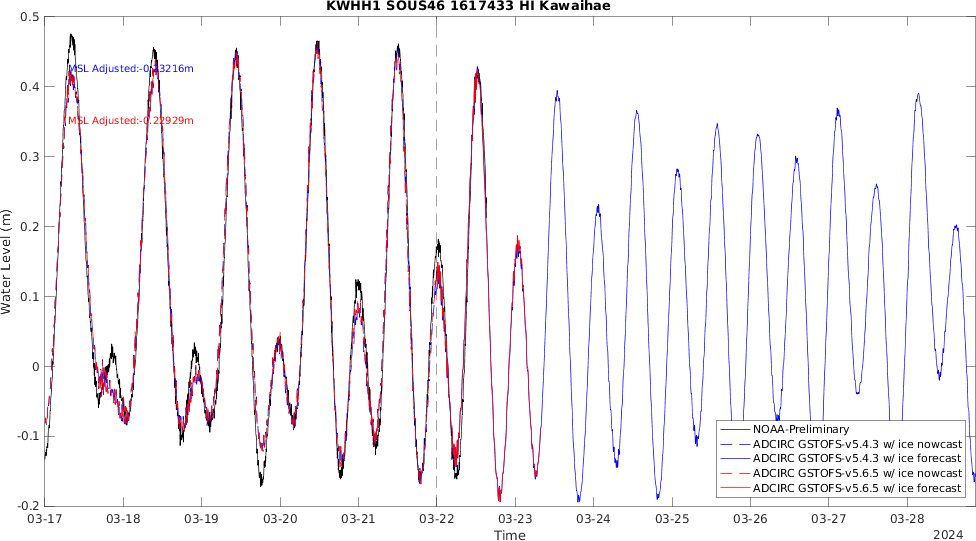 KWHH1 SOUS46 1617433 HI Kawaihae
0.5
0.4
0.3
0.2
0.1
0
-0.1
-0.2
Water Level (m)
MSL Adjusted:-0.23216m
MSL Adjusted:-0.22929m
NOAA-Preliminary
ADCIRC GSTOFS-v5.4.3 w/ ice nowcast
ADCIRC GSTOFS-v5.4.3 w/ ice forecast
ADCIRC GSTOFS-v5.6.5 w/ ice nowcast
ADCIRC GSTOFS-v5.6.5 w/ ice forecast
03-17 03-18 03-19 03-20 03-21 03-22 03-23 03-24 03-25 03-26 03-27 03-28
Time
2024